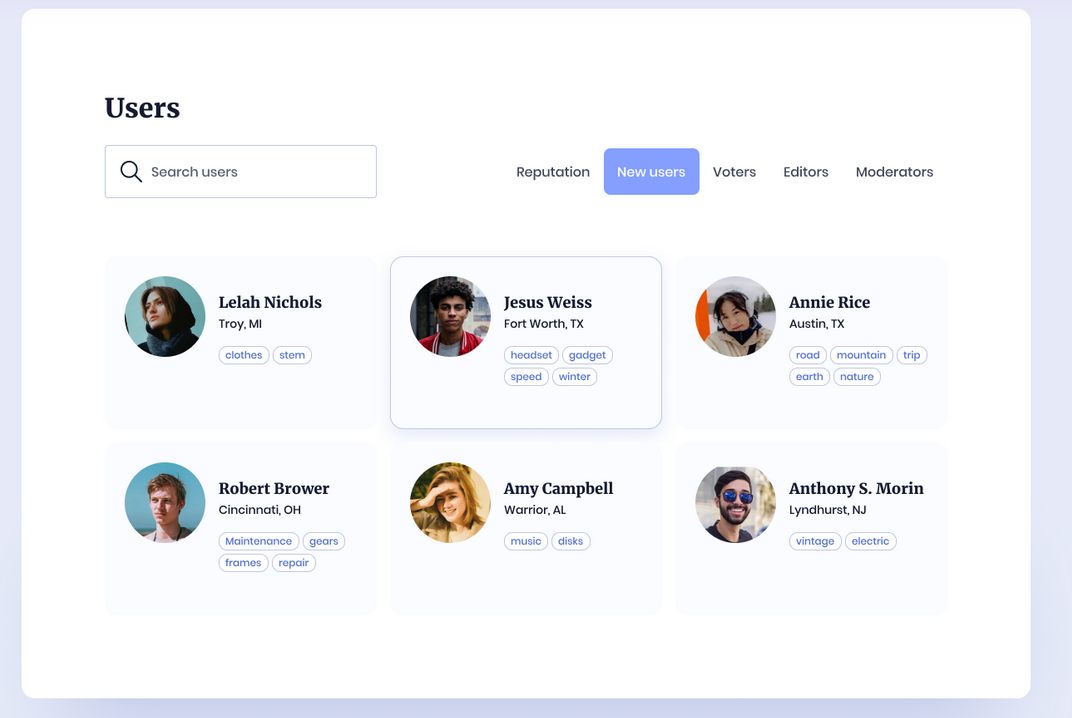 Users
Search users
Reputation New users Voters Editors Moderators
Lelah Nichols
Troy, MI
clothes stem
Jesus Weiss
Fort Worth, TX
headset gadget
speed winter
Annie Rice
Austin, TX
road mountain trip
earth nature
Robert Brower
Cincinnati, OH
Maintenance gears
frames repair
Amy Campbell
Warrior, AL
music disks
Anthony S. Morin
Lyndhurst, NJ
vintage electric